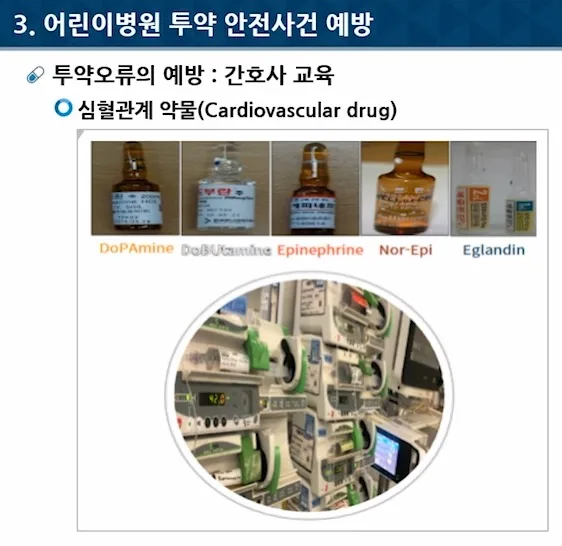 3. 어린이병원 투약 안전사건 예방
투약오류의 예방 : 간호사 교육
심혈관계 약물(Cardiovascular drug)
DoPAmine DoBUtamine Epinephrine Nor-Epi Eglandin
42.0